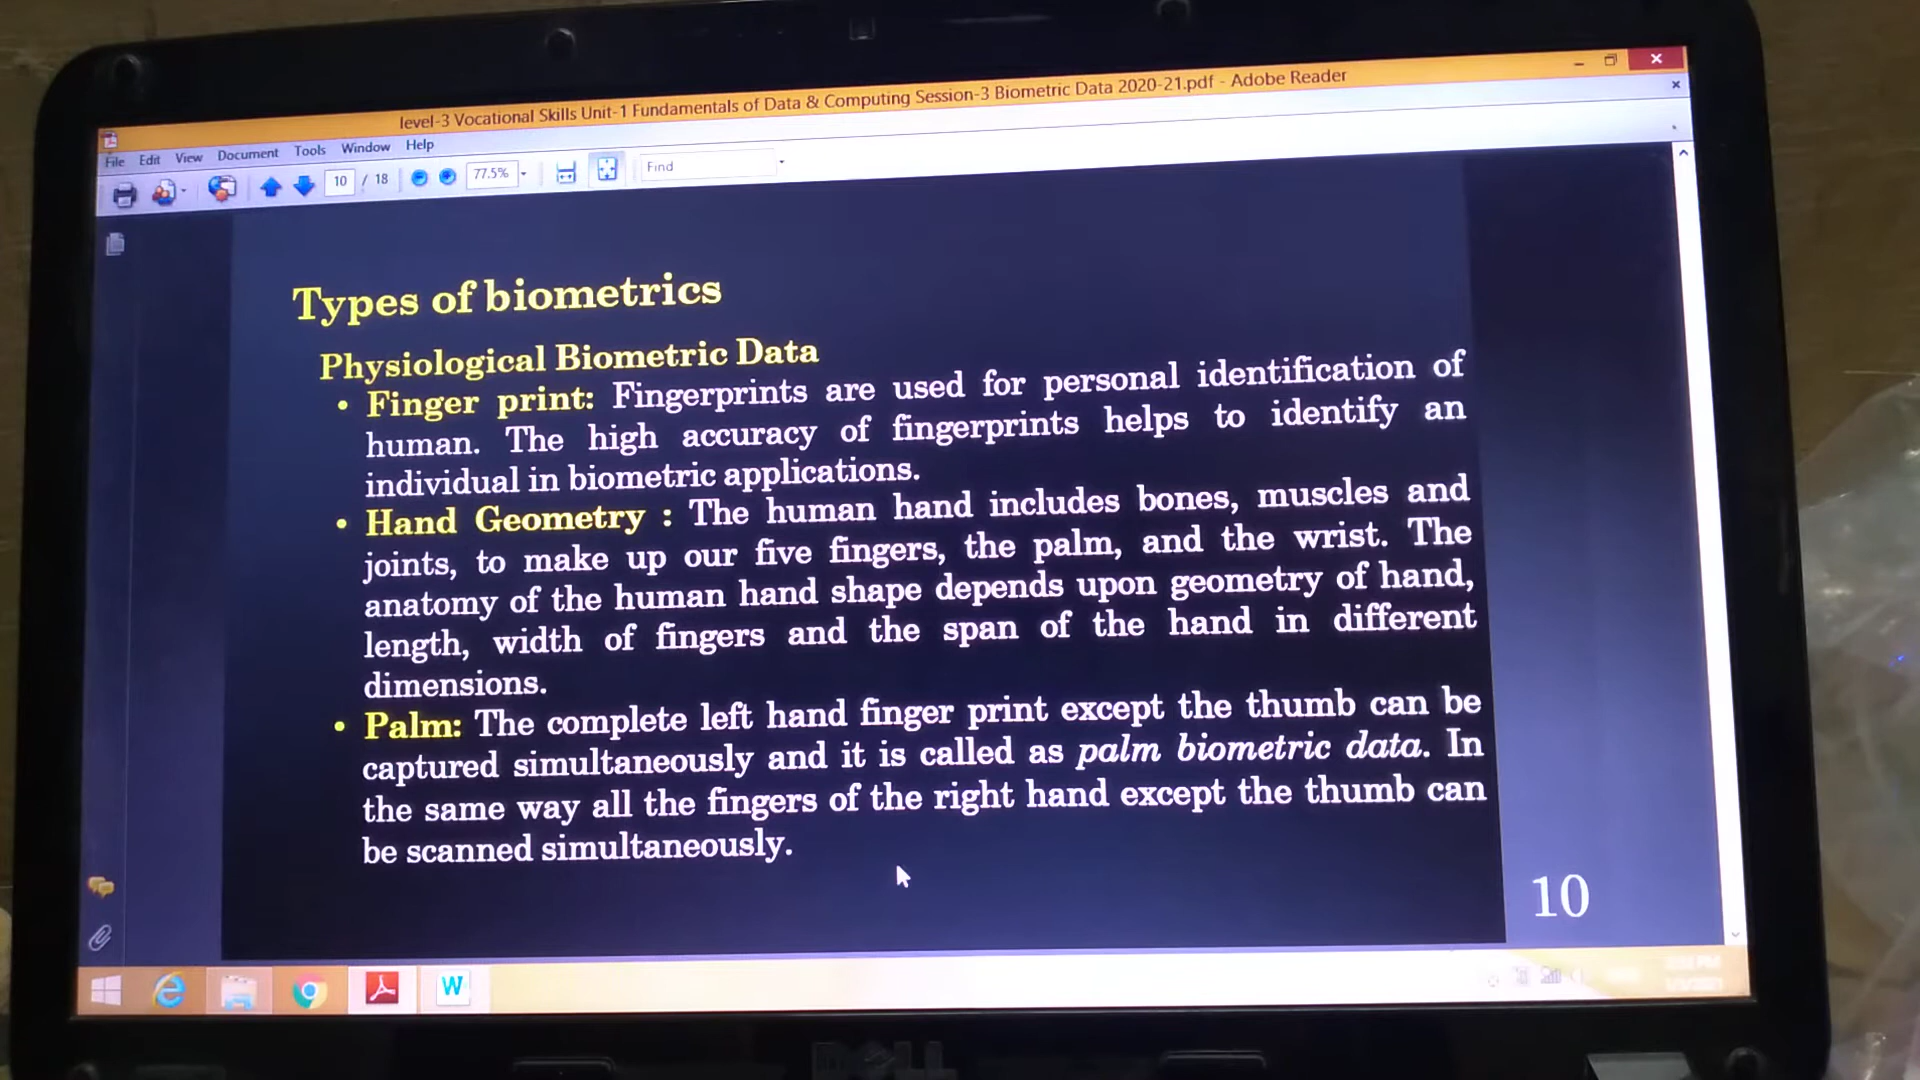 level-3 Vocational Skills Unit-1 Fundamentals of Data & Computing Session-3 Biometric Data 2020-21.pdf - Adobe Reader
File Edit View Document Tools Window Help
10 / 18 77.5% Find
Types of biometrics
Physiological Biometric Data
• Finger print: Fingerprints are used for personal identification of
human. The high accuracy of fingerprints helps to identify an
individual in biometric applications.
• Hand Geometry : The human hand includes bones, muscles and
joints, to make up our five fingers, the palm, and the wrist. The
anatomy of the human hand shape depends upon geometry of hand,
length, width of fingers and the span of the hand in different
dimensions.
• Palm: The complete left hand finger print except the thumb can be
captured simultaneously and it is called as palm biometric data. In
the same way all the fingers of the right hand except the thumb can
be scanned simultaneously.
10
W
DELL